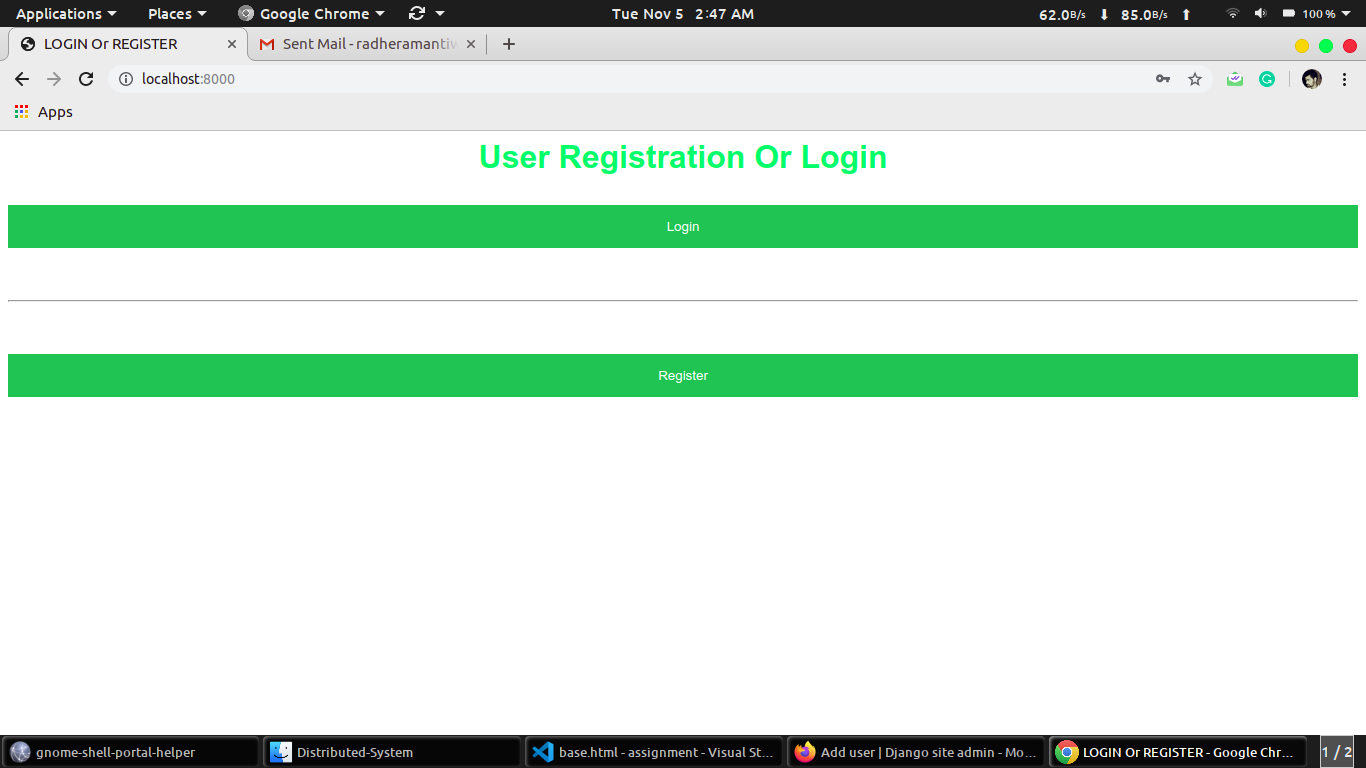 Applications Places Google Chrome Tue Nov 5 2:47 AM 62.0B/s 85.0B/s 100 %
LOGIN Or REGISTER Sent Mail - radheramantiw
localhost:8000
Apps
User Registration Or Login
Login
Register
gnome-shell-portal-helper Distributed-System base.html - assignment - Visual St... Add user | Django site admin - Mo... LOGIN Or REGISTER - Google Chr... 1 / 2